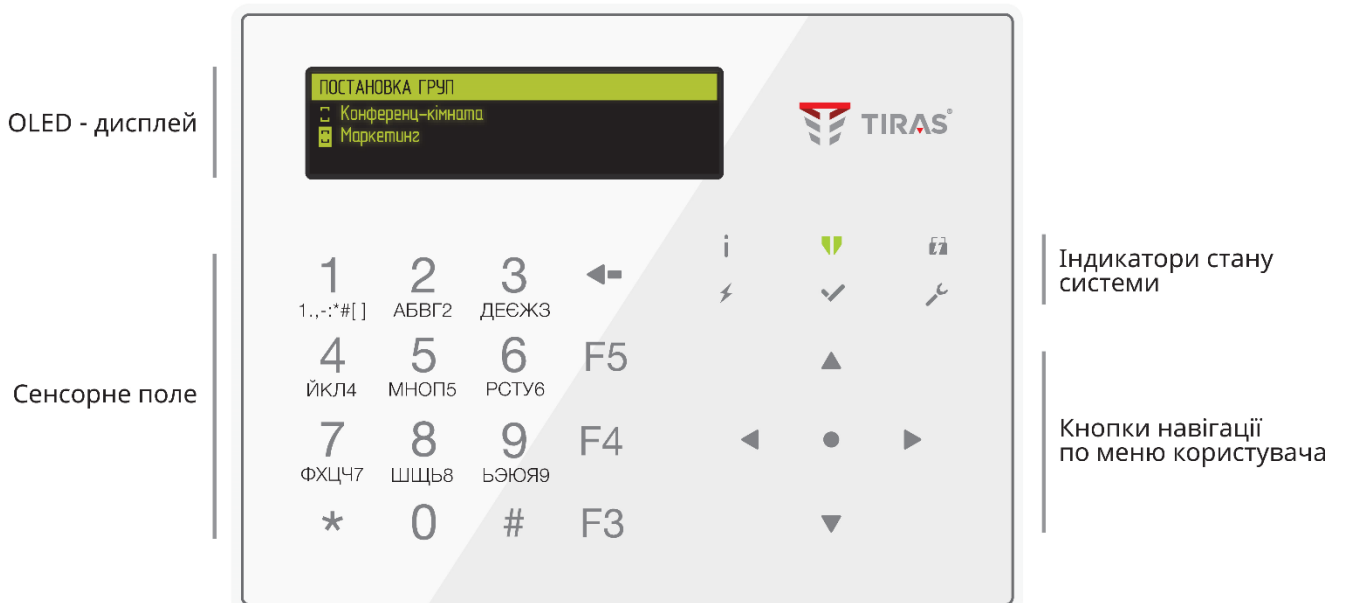 OLED - дисплей
ПОСТАНОВКА ГРУП
Конференц-кімната
Маркетинг
TIRAS®
Сенсорне поле
1 2 3
1.,-:*#[ ] АБВГ2 ДЕЄЖЗ
4 5 6 F5
ЙКЛ4 МНОП5 РСТУ6
7 8 9 F4
ФХЦЧ7 ШЩЬ8 ЬЭЮЯ9
* 0 # F3
Індикатори стану
системи
Кнопки навігації
по меню користувача